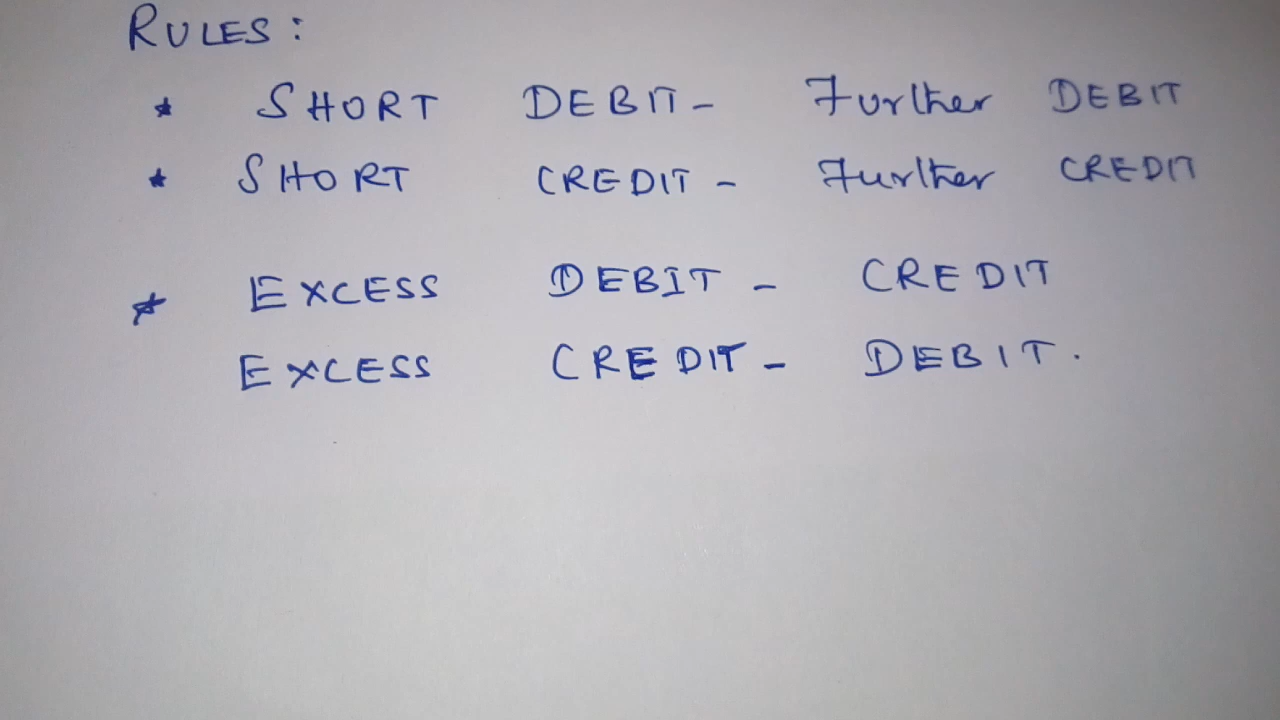 RULES:
* SHORT DEBIT - Further DEBIT
* SHORT CREDIT - Further CREDIT
* EXCESS DEBIT - CREDIT
EXCESS CREDIT - DEBIT.